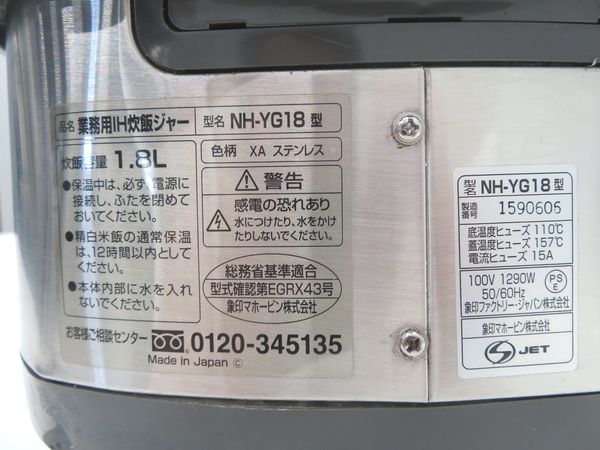 品名 業務用IH炊飯ジャー
型名 NH-YG18 型
炊飯容量 1.8L
色柄 XA ステンレス
●保温中は、必ず、電源に
接続し、ふたを閉めて
おいてください。
●精白米飯の通常保温
は、12時間以内として
ください。
●本体内部に水を入れ
ないでください。
警告
感電の恐れあり
水につけたり、水をかけ
たりしないでください。
総務省基準適合
型式確認第EGRX43号
象印マホービン株式会社
お客様ご相談センター 0120-345135
Made in Japan ©
型名 NH-YG18 型
製造番号 1590606
底温度ヒューズ 110℃
蓋温度ヒューズ 157℃
電流ヒューズ 15A
100V 1290W
50/60Hz
PS
E
象印ファクトリー・ジャパン株式会社
象印マホービン株式会社
JET